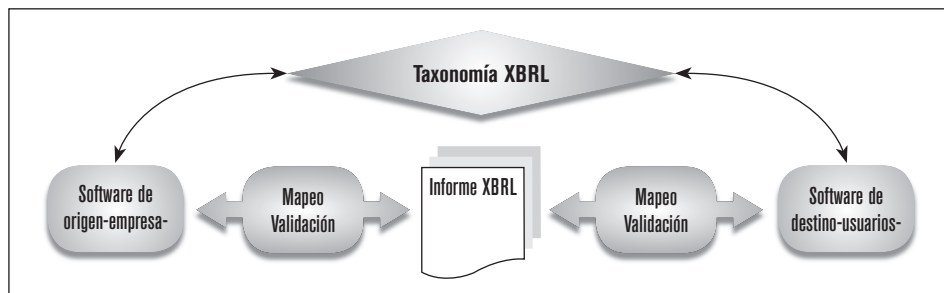 Taxonomía XBRL
Software de
origen-empresa-
Mapeo
Validación
Informe XBRL
Mapeo
Validación
Software de
destino-usuarios-